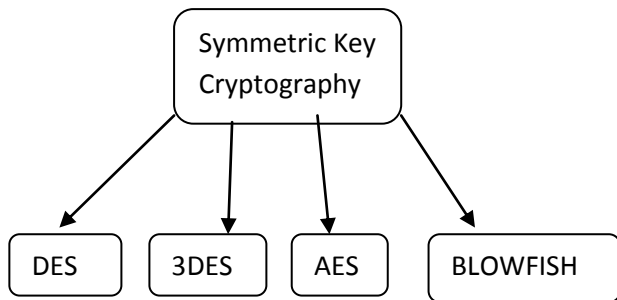 Symmetric Key
Cryptography
DES
3DES
AES
BLOWFISH